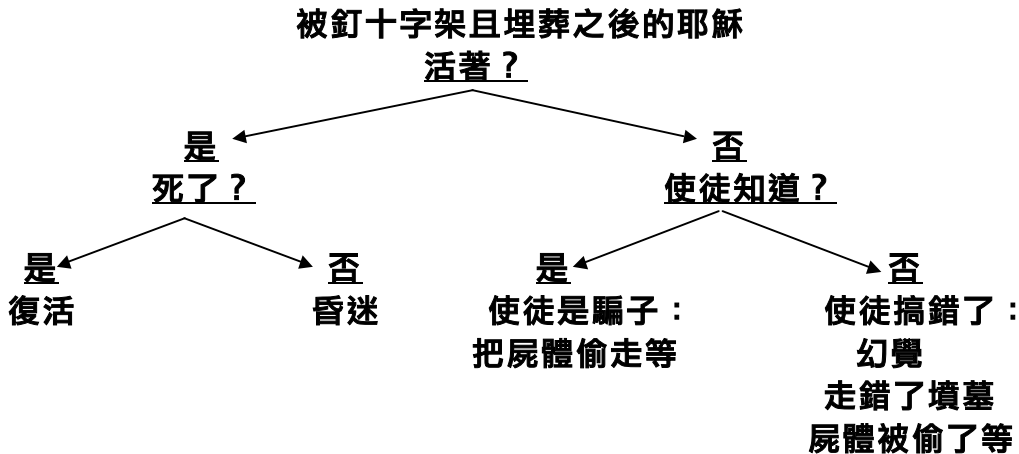 被釘十字架且埋葬之後的耶穌
活著？
是
否
死了？
使徒知道？
是
否
是
否
復活
昏迷
使徒是騙子：
使徒搞錯了：
把屍體偷走等
幻覺
走錯了墳墓
屍體被偷了等